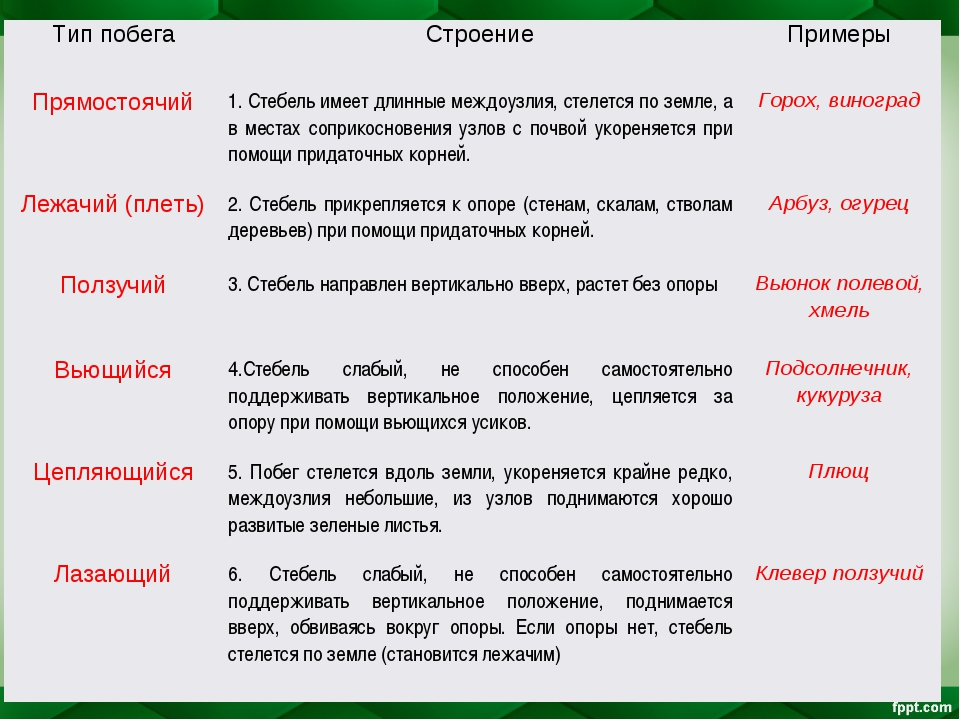 Тип побега Строение Примеры
Прямостоячий 1. Стебель имеет длинные междоузлия, стелется по земле, а Горох, виноград
в местах соприкосновения узлов с почвой укореняется при
помощи придаточных корней.
Лежачий (плеть) 2. Стебель прикрепляется к опоре (стенам, скалам, стволам Арбуз, огурец
деревьев) при помощи придаточных корней.
Ползучий 3. Стебель направлен вертикально вверх, растет без опоры Вьюнок полевой,
хмель
Вьющийся 4.Стебель слабый, не способен самостоятельно Подсолнечник,
поддерживать вертикальное положение, цепляется за кукуруза
опору при помощи вьющихся усиков.
Цепляющийся 5. Побег стелется вдоль земли, укореняется крайне редко, Плющ
междоузлия небольшие, из узлов поднимаются хорошо
развитые зеленые листья.
Лазающий 6. Стебель слабый, не способен самостоятельно Клевер ползучий
поддерживать вертикальное положение, поднимается
вверх, обвиваясь вокруг опоры. Если опоры нет, стебель
стелется по земле (становится лежачим)
fppt.com